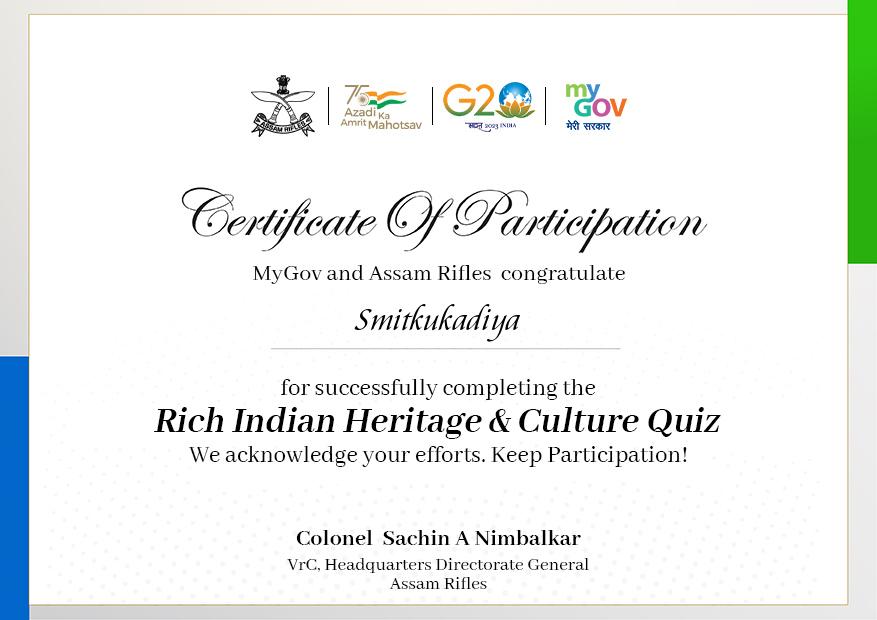 ASSAM RIFLES
75
Azadi Ka
Amrit Mahotsav
G20
2023 INDIA
my
GOV
मेरी सरकार
Certificate Of Participation
MyGov and Assam Rifles congratulate
Smitkukadiya
for successfully completing the
Rich Indian Heritage & Culture Quiz
We acknowledge your efforts. Keep Participation!
Colonel Sachin A Nimbalkar
VrC, Headquarters Directorate General
Assam Rifles